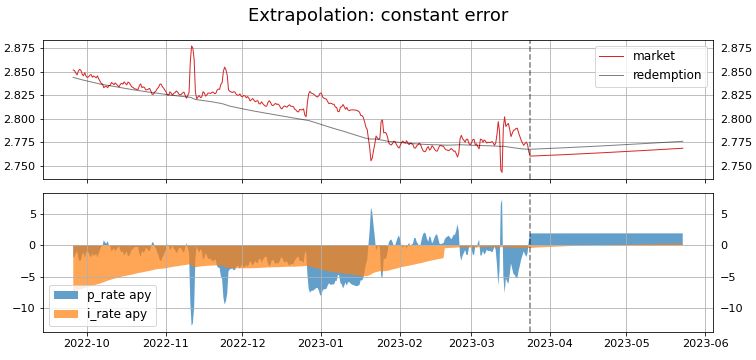 Extrapolation: constant error
2.875 2.875
2.850 2.850
2.825 2.825
2.800 2.800
2.775 2.775
2.750 2.750
market
redemption
5 5
0 0
−5 −5
−10 −10
p_rate apy
i_rate apy
2022-10 2022-11 2022-12 2023-01 2023-02 2023-03 2023-04 2023-05 2023-06